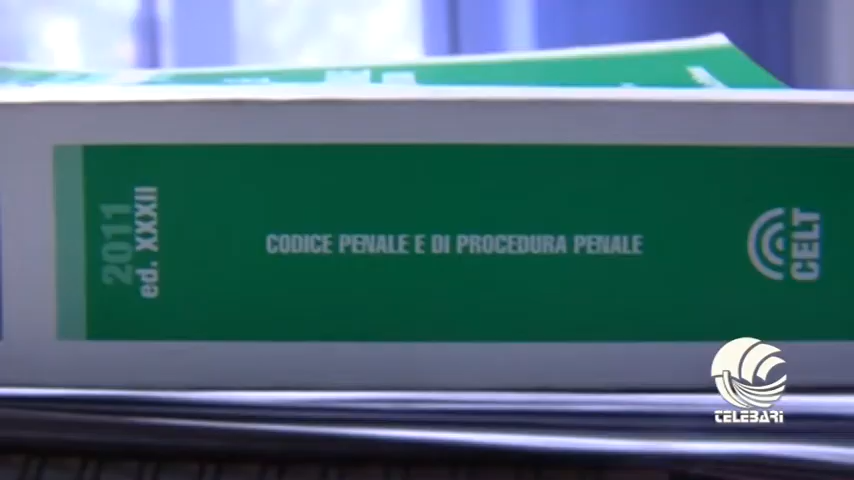 2011
ed. XXXII
CODICE PENALE E DI PROCEDURA PENALE
CELT
TELEBARI